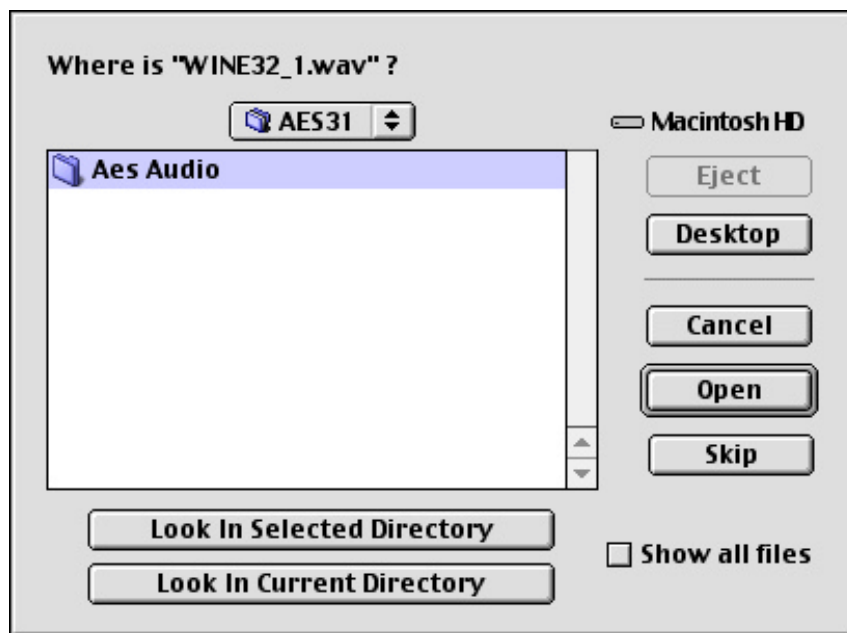 Where is "WINE32_1.wav" ?
AES31
Macintosh HD
Aes Audio
Eject
Desktop
Cancel
Open
Skip
Look In Selected Directory
Show all files
Look In Current Directory